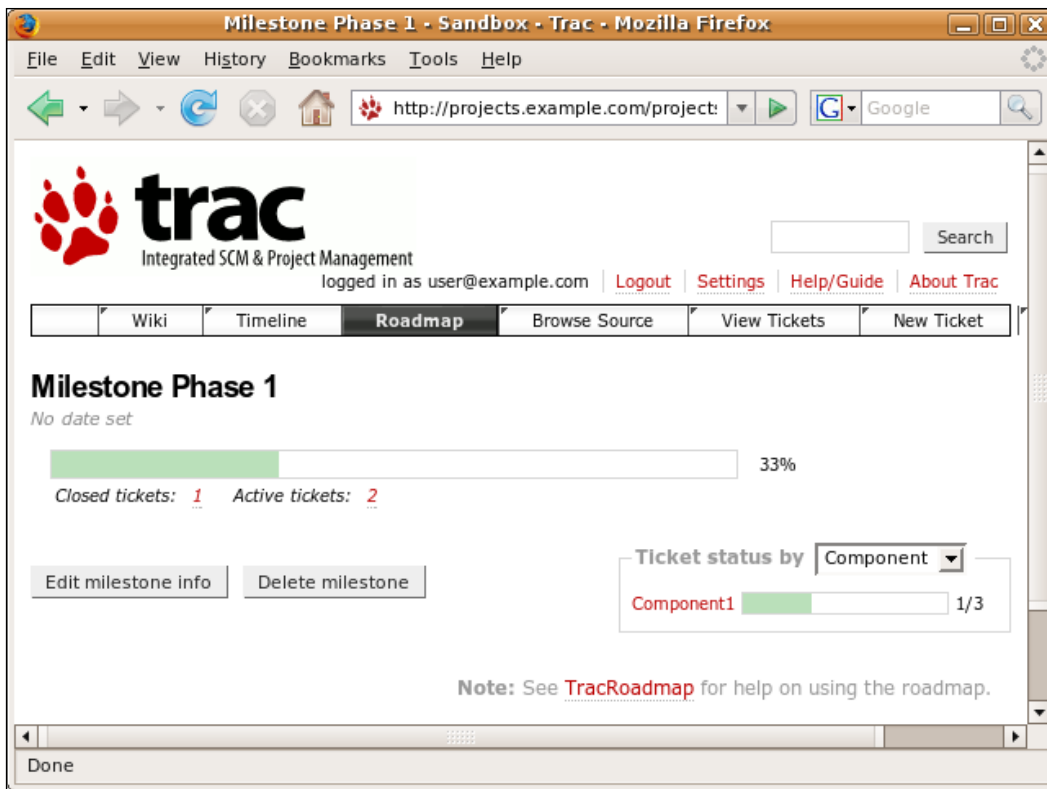 Milestone Phase 1 - Sandbox - Trac - Mozilla Firefox
File Edit View History Bookmarks Tools Help
http://projects.example.com/project: G Google
trac
Integrated SCM & Project Management
Search
logged in as user@example.com Logout Settings Help/Guide About Trac
Wiki Timeline Roadmap Browse Source View Tickets New Ticket
Milestone Phase 1
No date set
33%
Closed tickets: 1 Active tickets: 2
Ticket status by Component
Edit milestone info Delete milestone
Component1 1/3
Note: See TracRoadmap for help on using the roadmap.
Done